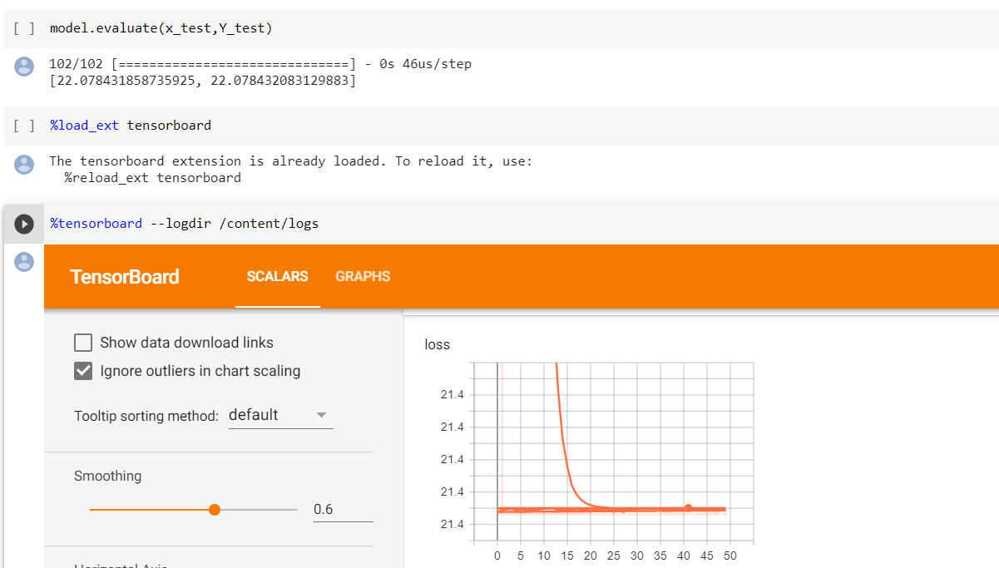 [ ] model.evaluate(x_test,Y_test)
102/102 [==============================] - 0s 46us/step
[22.078431858735925, 22.078432083129883]
[ ] %load_ext tensorboard
The tensorboard extension is already loaded. To reload it, use:
%reload_ext tensorboard
%tensorboard --logdir /content/logs
TensorBoard SCALARS GRAPHS
Show data download links
Ignore outliers in chart scaling
Tooltip sorting method: default
Smoothing
0.6
loss
21.4
21.4
21.4
21.4
21.4
0 5 10 15 20 25 30 35 40 45 50